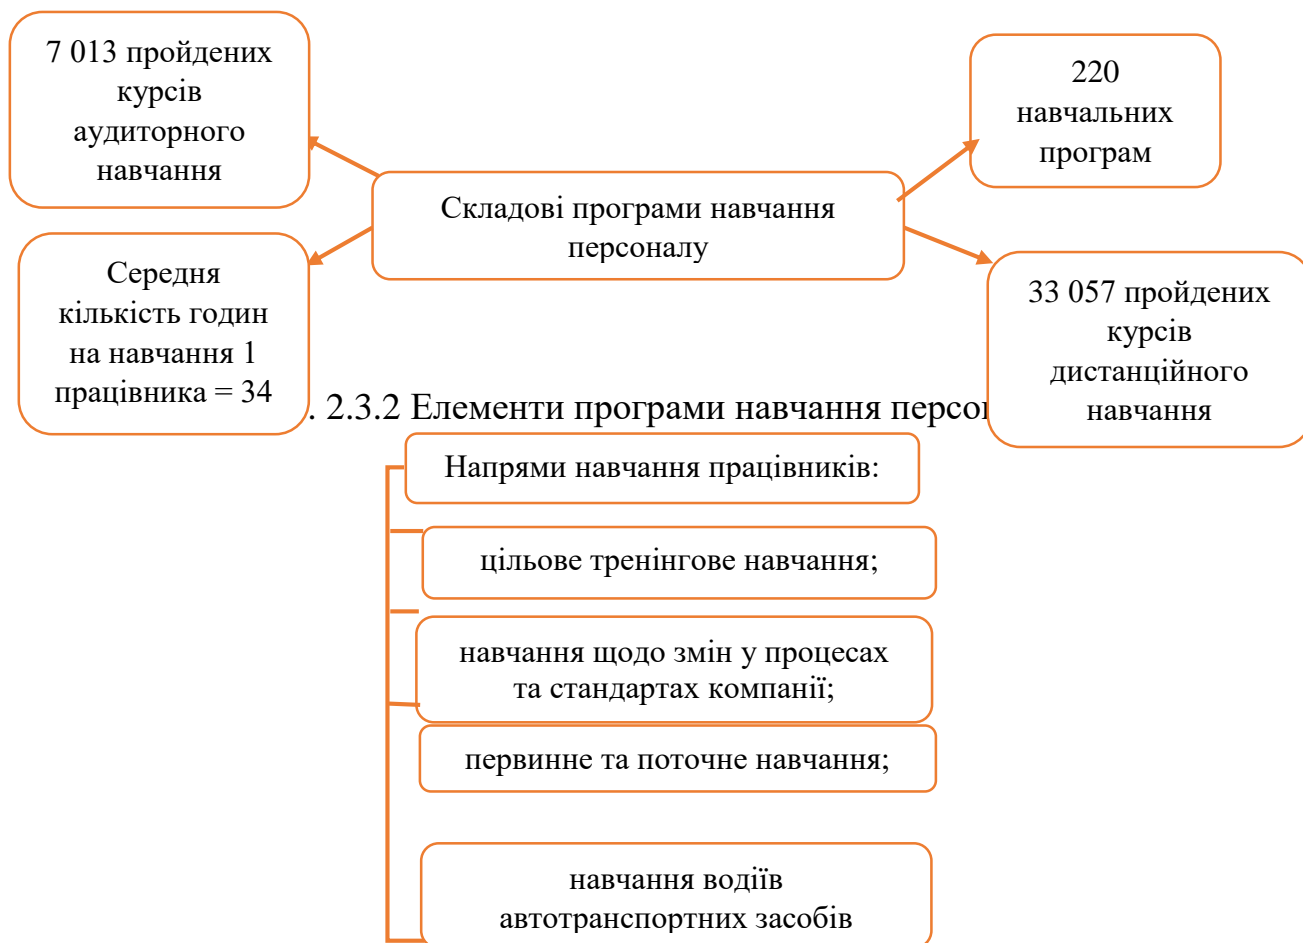 7 013 пройдених
курсів
аудиторного
навчання
220
навчальних
програм
Складові програми навчання
персоналу
Середня
кількість годин
на навчання 1
працівника = 34
33 057 пройдених
курсів
дистанційного
навчання
. 2.3.2 Елементи програми навчання
Напрями навчання працівників:
цільове тренінгове навчання;
навчання щодо змін у процесах
та стандартах компанії;
первинне та поточне навчання;
навчання водіїв
автотранспортних засобів